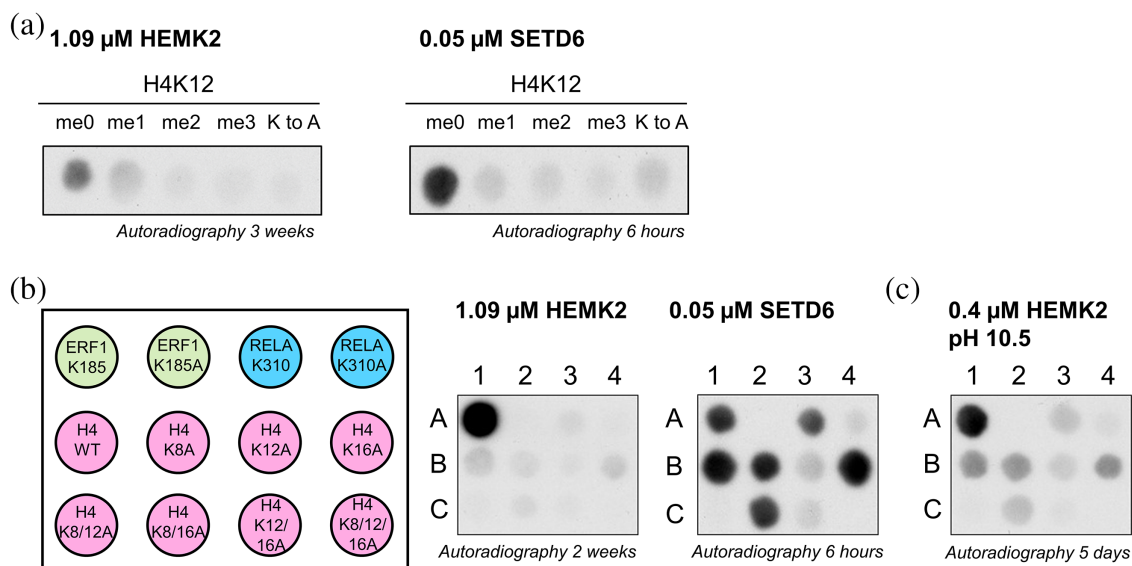 (a)
1.09 µM HEMK2
0.05 µM SETD6
H4K12
H4K12
me0 me1 me2 me3 K to A
me0 me1 me2 me3 K to A
Autoradiography 3 weeks
Autoradiography 6 hours
(b)
ERF1
K185
ERF1
K185A
RELA
K310
RELA
K310A
H4
WT
H4
K8A
H4
K12A
H4
K16A
H4
K8/12A
H4
K8/16A
H4
K12/
16A
H4
K8/12/
16A
1.09 µM HEMK2
1 2 3 4
A
B
C
Autoradiography 2 weeks
0.05 µM SETD6
1 2 3 4
A
B
C
Autoradiography 6 hours
(c)
0.4 µM HEMK2
pH 10.5
1 2 3 4
A
B
C
Autoradiography 5 days